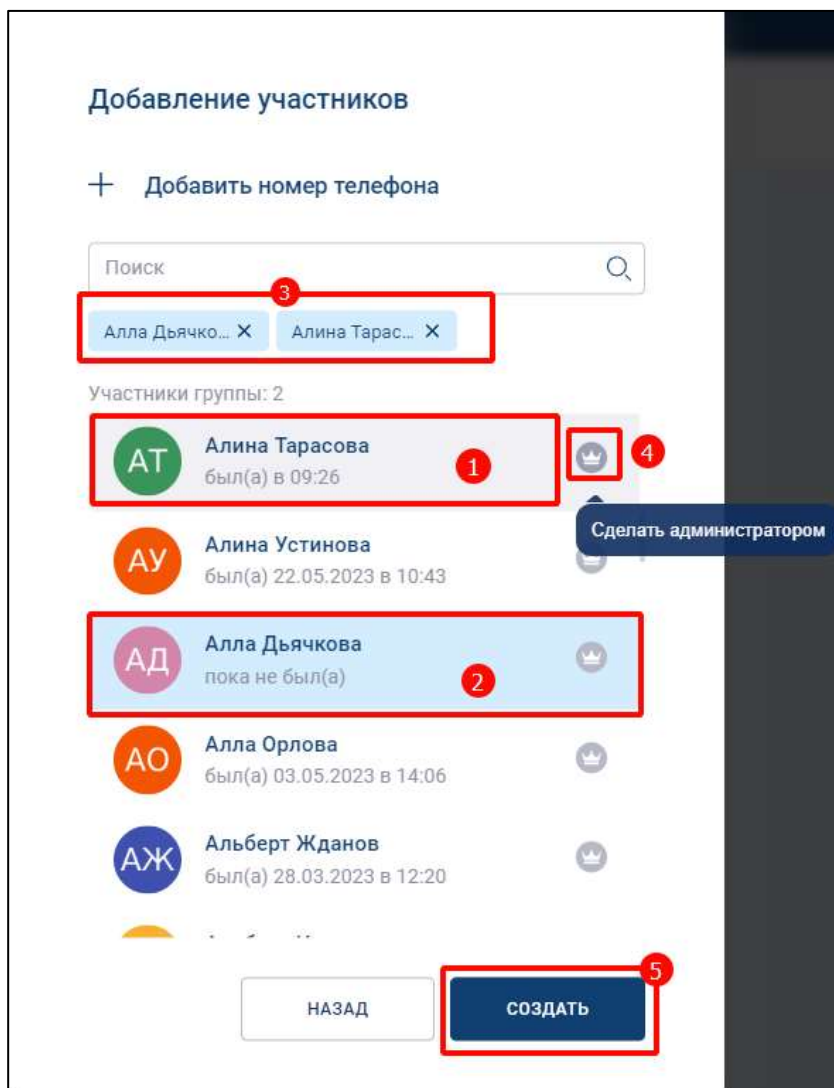 Добавление участников
Добавить номер телефона
Поиск
3
Алла Дьячко... Алина Тарас...
Участники группы: 2
АТ
Алина Тарасова
был(а) в 09:26
1
4
Сделать администратором
АУ
Алина Устинова
был(а) 22.05.2023 в 10:43
АД
Алла Дьячкова
пока не был(а)
2
АО
Алла Орлова
был(а) 03.05.2023 в 14:06
АЖ
Альберт Жданов
был(а) 28.03.2023 в 12:20
5
НАЗАД СОЗДАТЬ